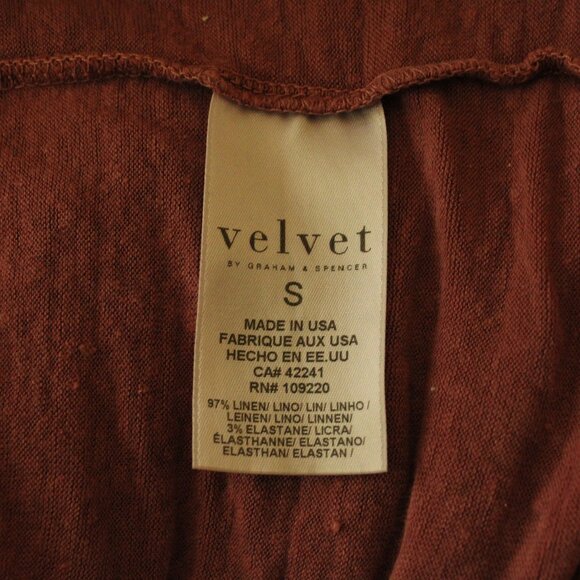 velvet
BY GRAHAM & SPENCER
S
MADE IN USA
FABRIQUE AUX USA
HECHO EN EE.UU
CA# 42241
RN# 109220
97% LINEN/ LINO/ LIN/ LINHO /
LEINEN/ LINO/ LINNEN/
3% ELASTANE/ LICRA/
ÉLASTHANNE/ ELASTANO/
ELASTHAN/ ELASTAN /